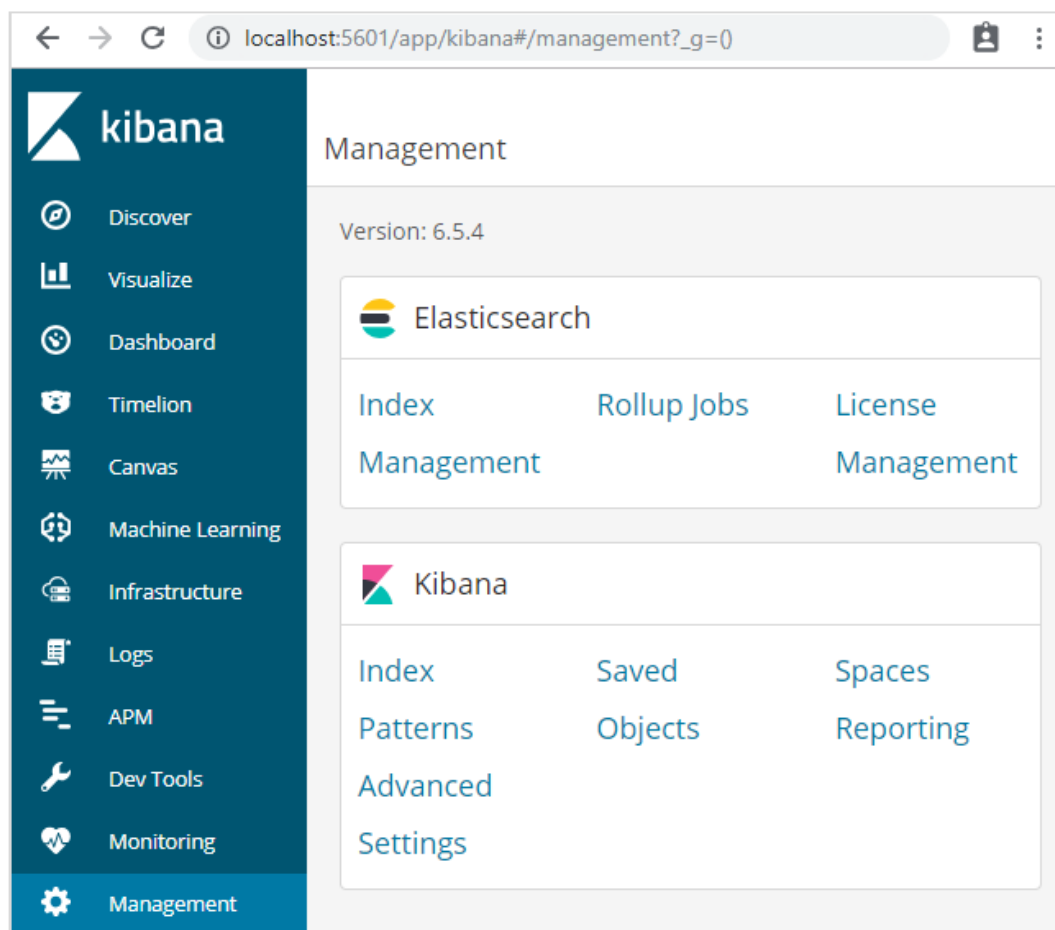 localhost:5601/app/kibana#/management?_g=()
kibana
Discover
Visualize
Dashboard
Timelion
Canvas
Machine Learning
Infrastructure
Logs
APM
Dev Tools
Monitoring
Management
Management
Version: 6.5.4
Elasticsearch
Index Rollup Jobs License
Management Management
Kibana
Index Saved Spaces
Patterns Objects Reporting
Advanced
Settings